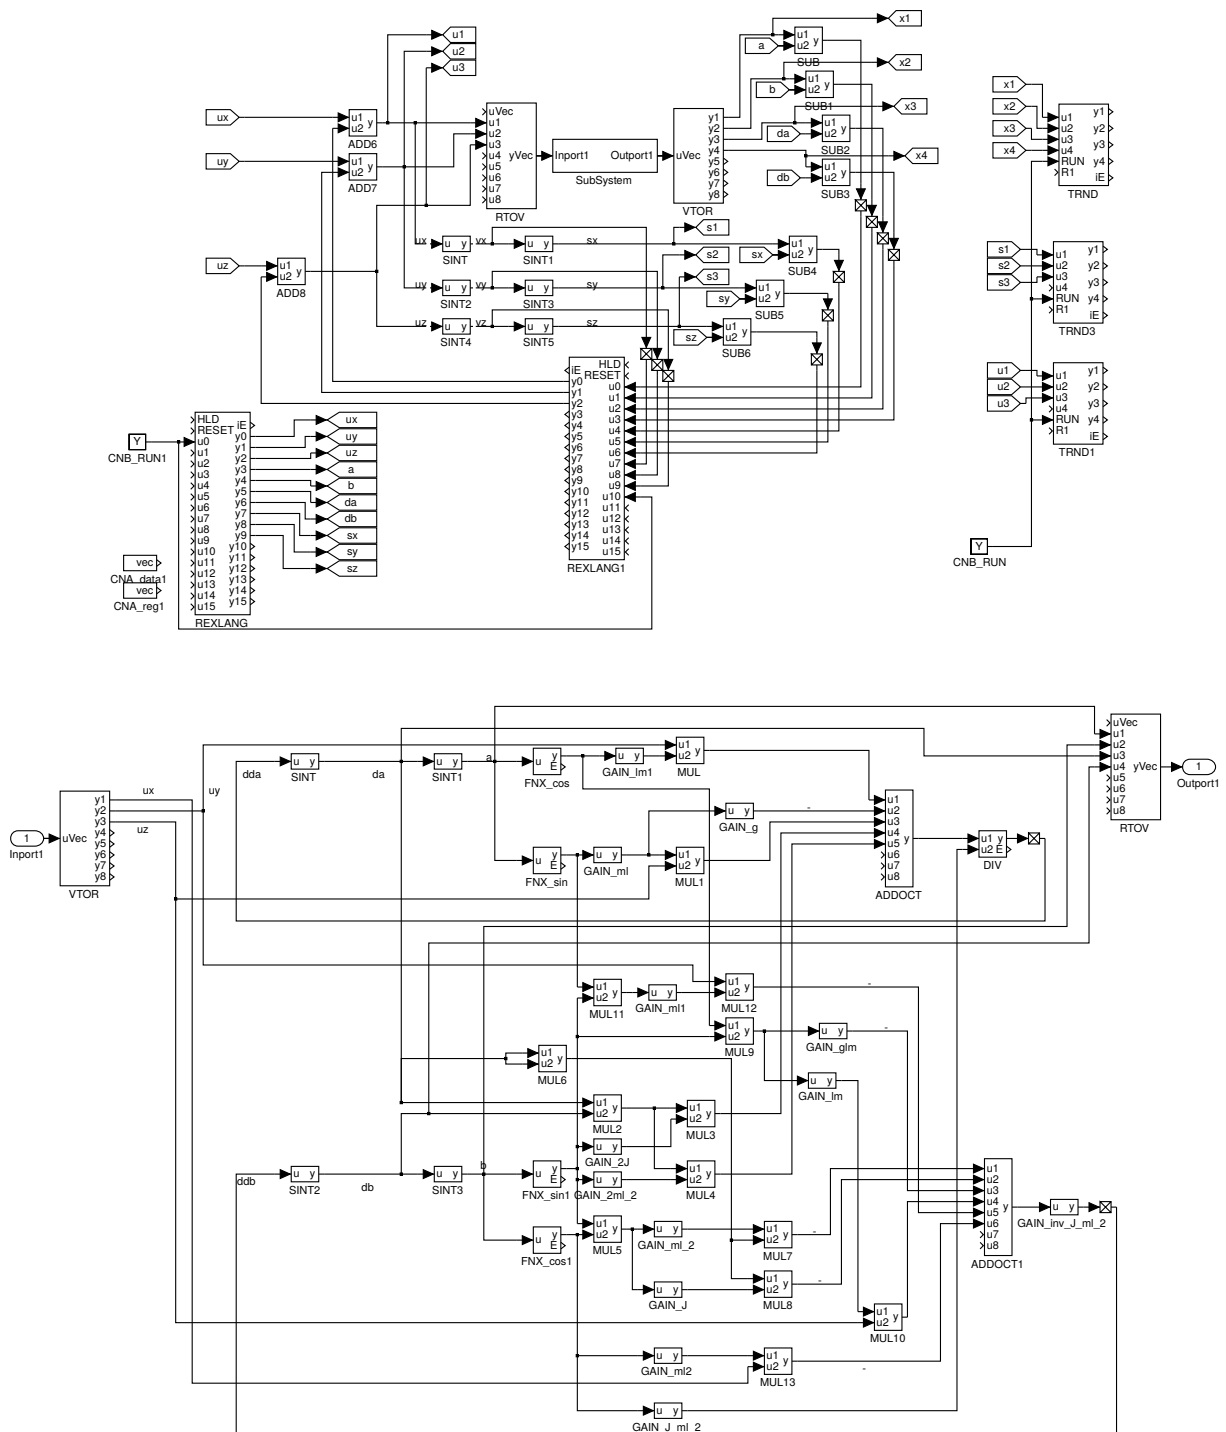 u1
u2
u3
x1
a
u1
u2 y
SUB
x2
b
u1
u2 y
SUB1
x3
da
u1
u2 y
SUB2
x4
db
u1
u2 y
SUB3
ux
uy
uz
u1
u2 y
ADD6
u1
u2 y
ADD7
u1
u2 y
ADD8
uVec
u1
u2
u3
u4 yVec
u5
u6
u7
u8
RTOV
Inport1 Outport1
SubSystem
uVec
y1
y2
y3
y4
y5
y6
y7
y8
VTOR
ux u y vx u y sx
SINT SINT1
uy u y vy u y sy
SINT2 SINT3
uz u y vz u y sz
SINT4 SINT5
s1
s2
s3
sx
u1
u2 y
SUB4
sy
u1
u2 y
SUB5
sz
u1
u2 y
SUB6
x1
x2
x3
x4
u1
u2
u3
u4
RUN
R1
y1
y2
y3
y4
iE
TRND
s1
s2
s3
u1
u2
u3
u4
RUN
R1
y1
y2
y3
y4
iE
TRND3
u1
u2
u3
u1
u2
u3
u4
RUN
R1
y1
y2
y3
y4
iE
TRND1
Y
CNB_RUN
iE
y0
y1
y2
y3
y4
y5
y6
y7
y8
y9
y10
y11
y12
y13
y14
y15
HLD
RESET
u0
u1
u2
u3
u4
u5
u6
u7
u8
u9
u10
u11
u12
u13
u14
u15
REXLANG1
Y
CNB_RUN1
vec
CNA_data1
vec
CNA_reg1
HLD
RESET
u0
u1
u2
u3
u4
u5
u6
u7
u8
u9
u10
u11
u12
u13
u14
u15
iE
y0
y1
y2
y3
y4
y5
y6
y7
y8
y9
y10
y11
y12
y13
y14
y15
REXLANG
ux
uy
uz
a
b
da
db
sx
sy
sz
1
Inport1
uVec
y1
y2
y3
y4
y5
y6
y7
y8
VTOR
ux
uy
uz
dda
u y
SINT
da
u y
SINT1
a
u y
E
FNX_cos
u y
GAIN_lm1
u1
u2 y
MUL
u y
GAIN_g
-
u y
E
FNX_sin
u y
GAIN_ml
u1
u2 y
MUL1
u1
u2
u3
u4
u5
u6
u7
u8
y
ADDOCT
u1 y
u2 E
DIV
uVec
u1
u2
u3
u4 yVec
u5
u6
u7
u8
RTOV
1
Outport1
u1
u2 y
MUL11
u y
GAIN_ml1
u1
u2 y
MUL12
-
u1
u2 y
MUL9
u y
GAIN_glm
-
u y
GAIN_lm
u1
u2 y
MUL6
u1
u2 y
MUL2
u1
u2 y
MUL3
u y
GAIN_2J
u y
GAIN_2ml_2
u1
u2 y
MUL4
ddb
u y
SINT2
db
u y
SINT3
b
u y
E
FNX_sin1
u y
E
FNX_cos1
u1
u2 y
MUL5
u y
GAIN_ml_2
u1
u2 y
MUL7
-
u y
GAIN_J
u1
u2 y
MUL8
-
u1
u2 y
MUL10
u y
GAIN_ml2
u1
u2 y
MUL13
-
u1
u2
u3
u4
u5
u6
u7
u8
y
ADDOCT1
u y
GAIN_inv_J_ml_2
u y
GAIN_J_ml_2